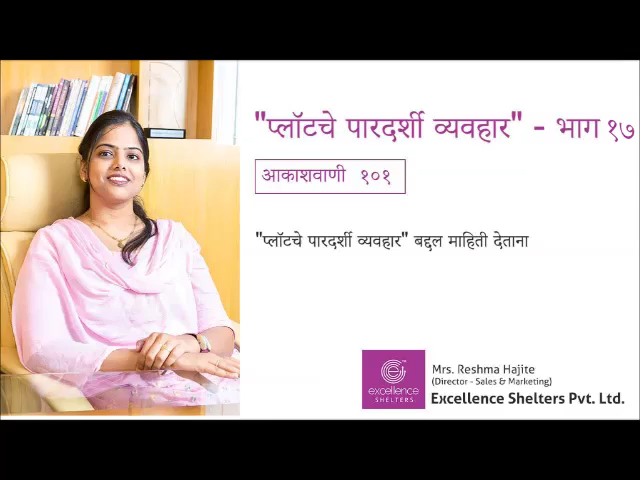 "प्लॉटचे पारदर्शी व्यवहार" - भाग १७
आकाशवाणी १०१
"प्लॉटचे पारदर्शी व्यवहार" बद्दल माहिती देताना
excellence
SHELTERS
Mrs. Reshma Hajite
(Director - Sales & Marketing)
Excellence Shelters Pvt. Ltd.